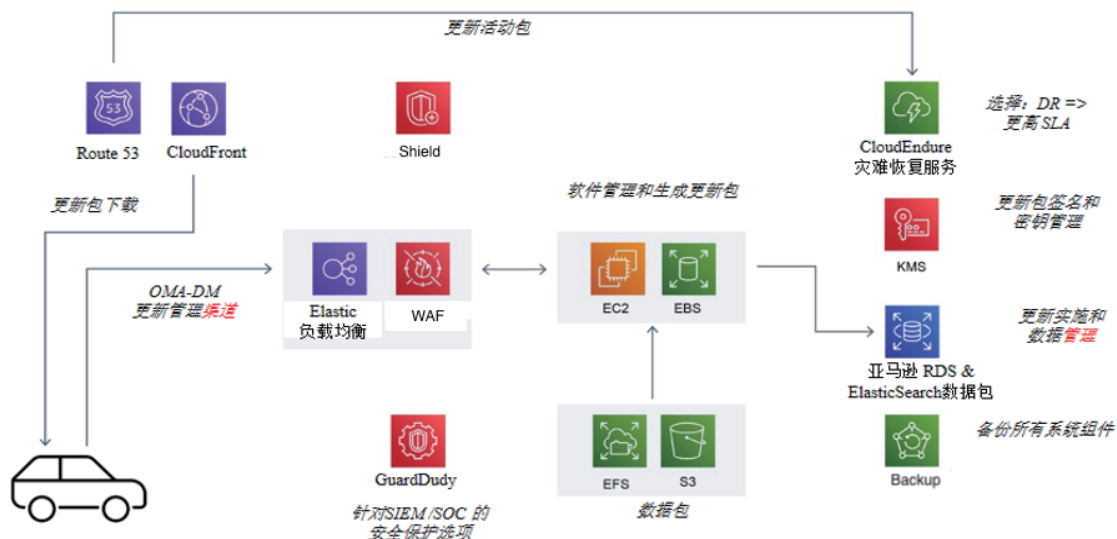 更新活动包
Route 53
CloudFront
Shield
CloudEndure
灾难恢复服务
选择：DR =>
更高 SLA
更新包下载
软件管理和生成更新包
更新包签名和
密钥管理
KMS
OMA-DM
更新管理渠道
Elastic
负载均衡
WAF
EC2
EBS
更新实施和
数据管理
亚马逊 RDS &
ElasticSearch数据包
GuardDudy
针对SIEM /SOC 的
安全保护选项
EFS
S3
数据包
备份所有系统组件
Backup
53